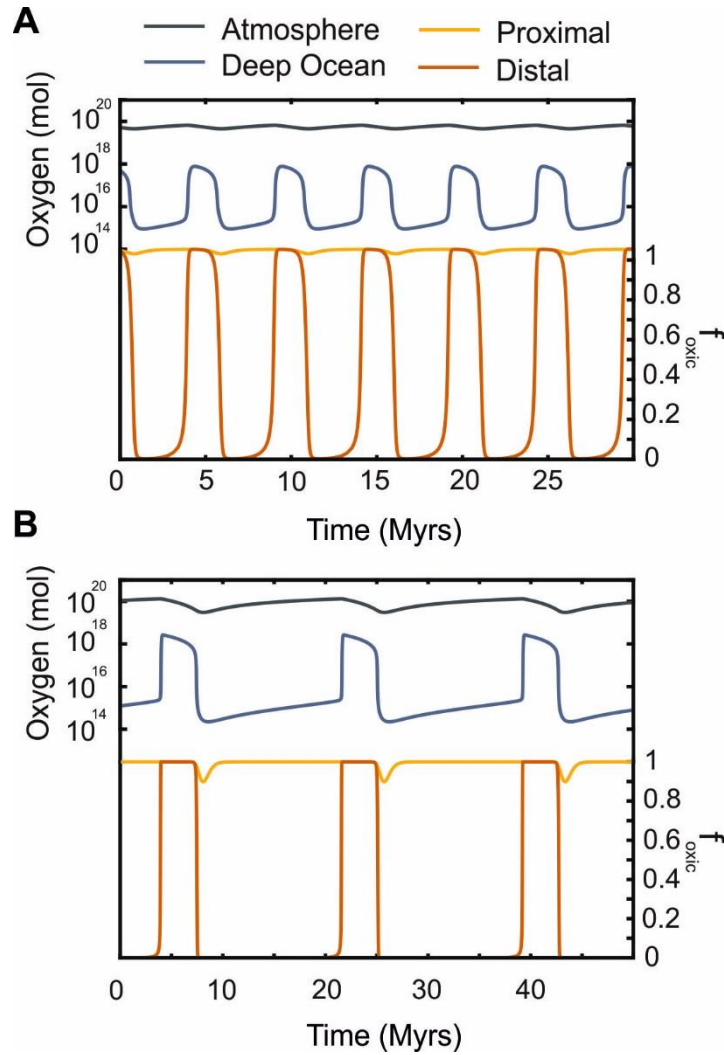 A
Atmosphere
Proximal
Deep Ocean
Distal
Oxygen (mol)
10^20
10^18
10^16
10^14
1
0.8
0.6
0.4
0.2
0
f oxic
0 5 10 15 20 25
Time (Myrs)
B
Oxygen (mol)
10^20
10^18
10^16
10^14
1
0.8
0.6
0.4
0.2
0
f oxic
0 10 20 30 40
Time (Myrs)